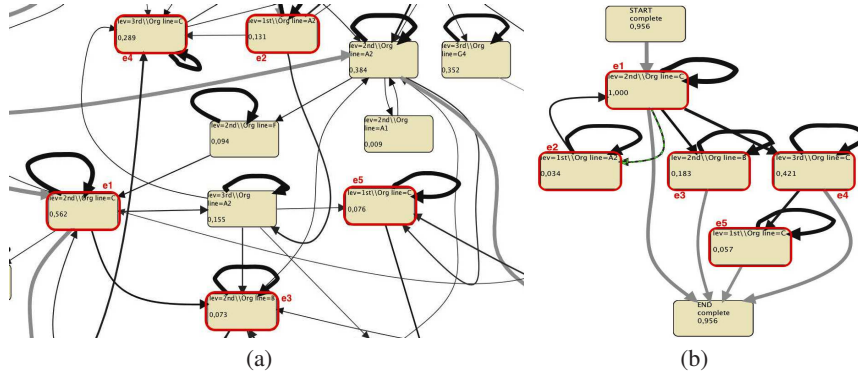 lev=3rd\\Org line=C
0,289
e4
lev=1st\\Org line=A2
0,131
e2
lev=2nd\\Org
line=A2
0,384
lev=3rd\\Org
line=G4
0,352
lev=2nd\\Org line=F
0,094
lev=2nd\\Org
line=A1
0,009
e1
lev=2nd\\Org line=C
0,562
lev=3rd\\Org
line=A2
0,155
e5
lev=1st\\Org line=C
0,076
e3
lev=2nd\\Org line=B
0,073
(a)
START
complete
0,956
e1
lev=2nd\\Org line=C
1,000
e2
lev=1st\\Org line=A2
0,034
lev=2nd\\Org line=B
0,183
e3
lev=3rd\\Org line=C
0,421
e4
e5
lev=1st\\Org line=C
0,057
END
complete
0,956
(b)